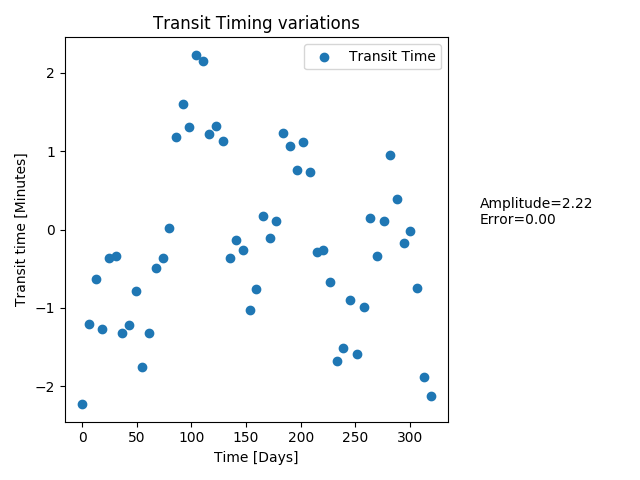 Transit Timing variations
Transit Time
Transit time [Minutes]
2
1
0
−1
−2
0 50 100 150 200 250 300
Time [Days]
Amplitude=2.22
Error=0.00